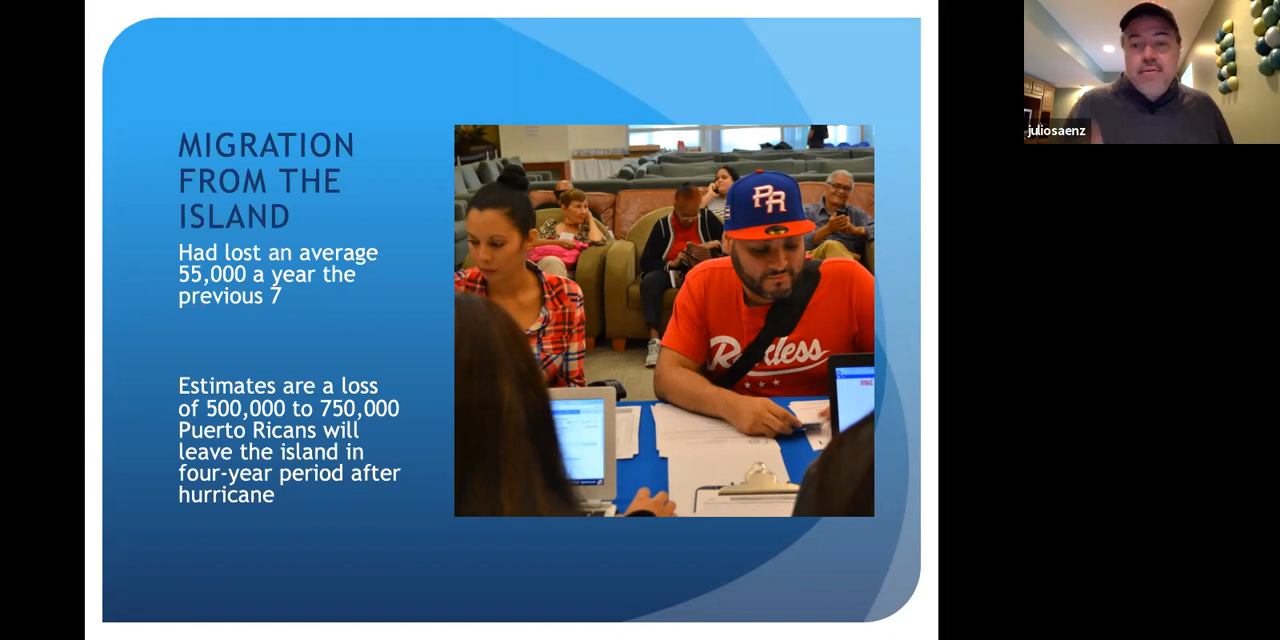 MIGRATION
FROM THE
ISLAND
Had lost an average
55,000 a year the
previous 7
Estimates are a loss
of 500,000 to 750,000
Puerto Ricans will
leave the island in
four-year period after
hurricane
PR
juliosaenz